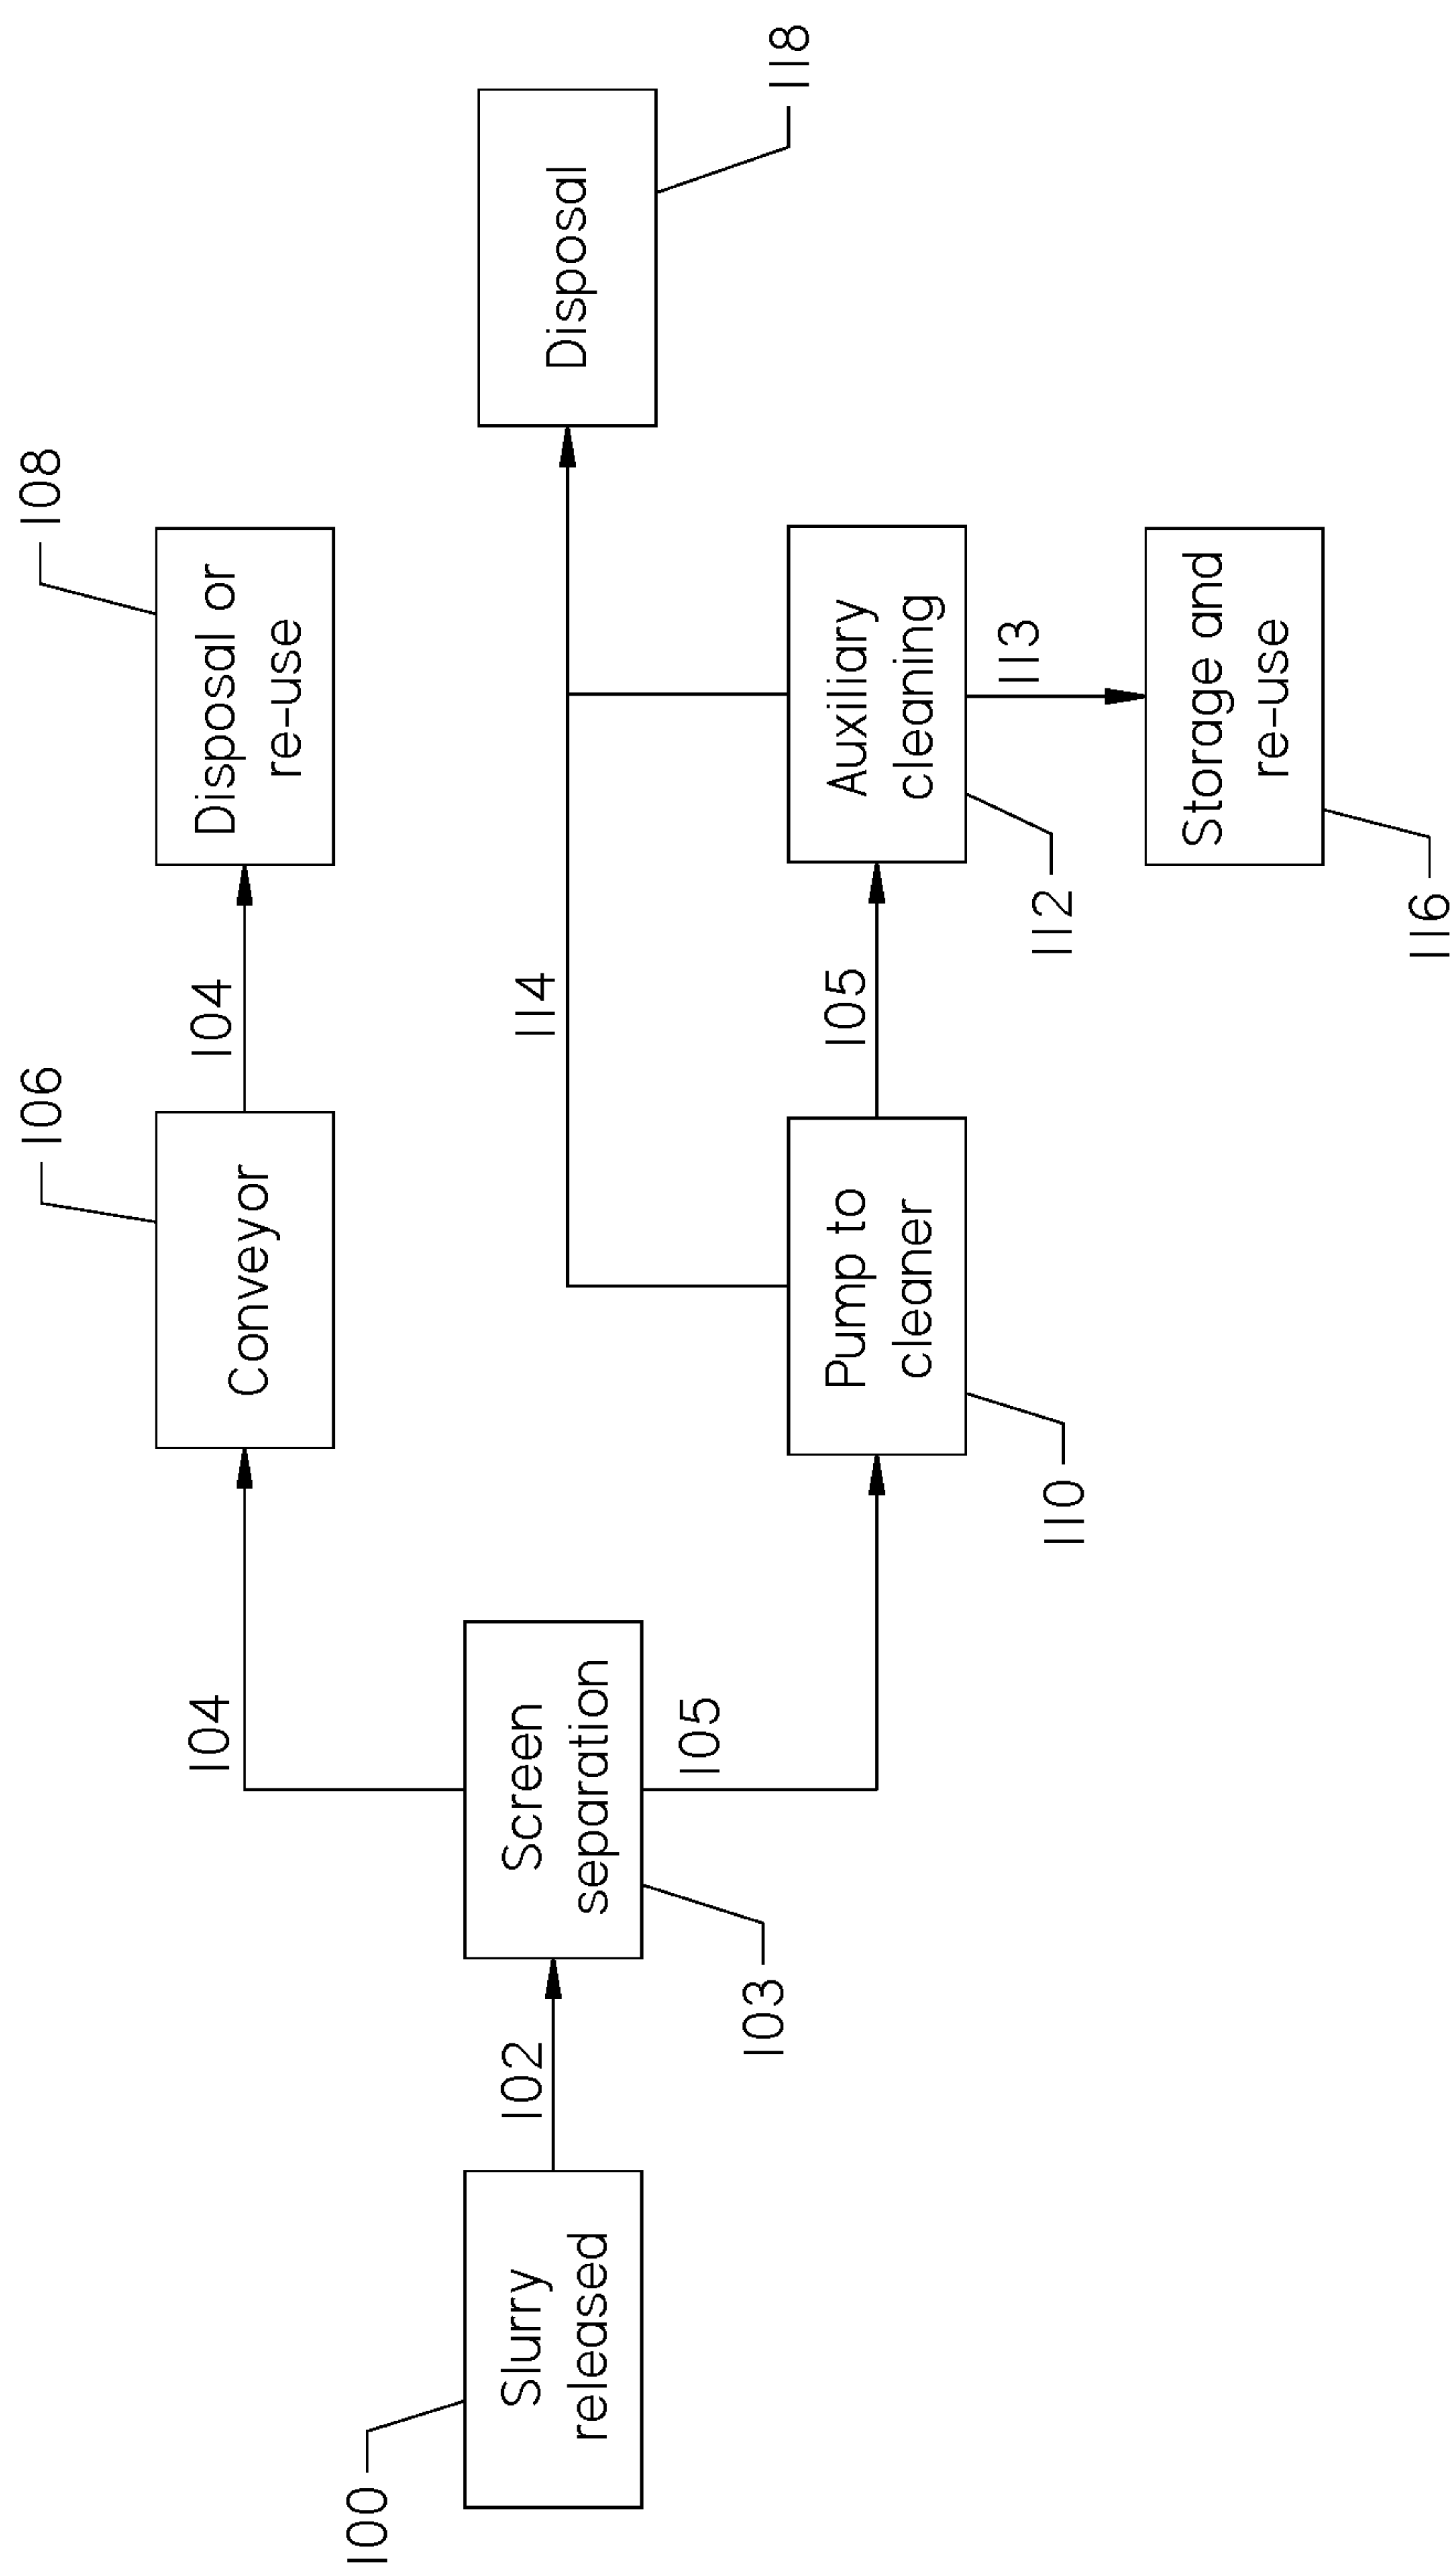 108
106
Disposal or
re-use
104
Conveyor
104
118
Disposal
114
Screen
separation
102
Slurry
released
100
105
103
Auxiliary
cleaning
105
Pump to
cleaner
113
112
110
Storage and
re-use
116